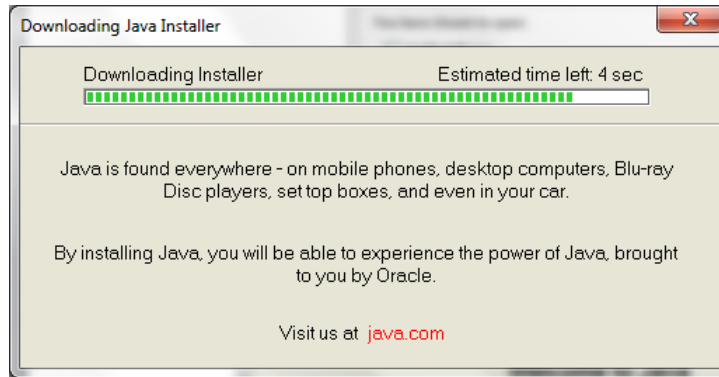 Downloading Java Installer
Downloading Installer Estimated time left: 4 sec
Java is found everywhere - on mobile phones, desktop computers, Blu-ray
Disc players, set top boxes, and even in your car.
By installing Java, you will be able to experience the power of Java, brought
to you by Oracle.
Visit us at java.com